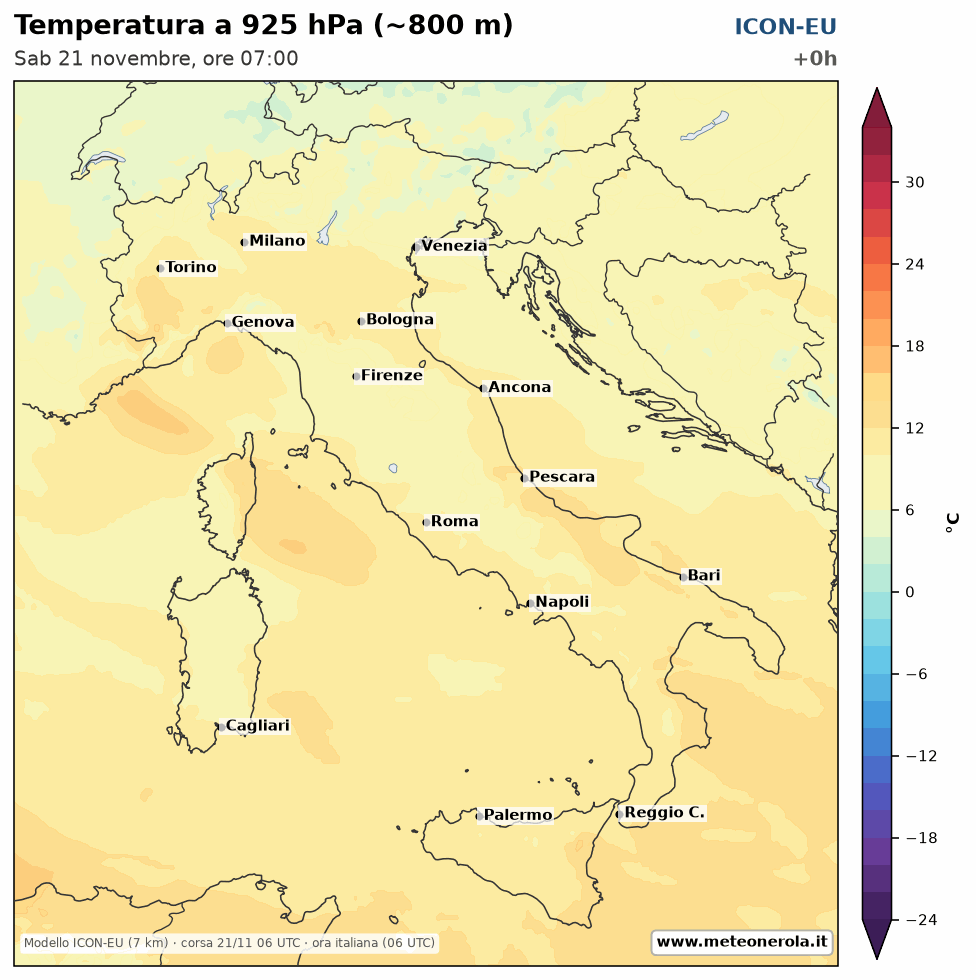 Temperatura a 925 hPa (~800 m)
ICON-EU
Sab 21 novembre, ore 07:00
+0h
Milano
Venezia
Torino
Genova
Bologna
Firenze
Ancona
Pescara
Roma
Bari
Napoli
Cagliari
Palermo
Reggio C.
30
24
18
12
6
0
−6
−12
−18
−24
°C
Modello ICON-EU (7 km) · corsa 21/11 06 UTC · ora italiana (06 UTC)
www.meteonerola.it